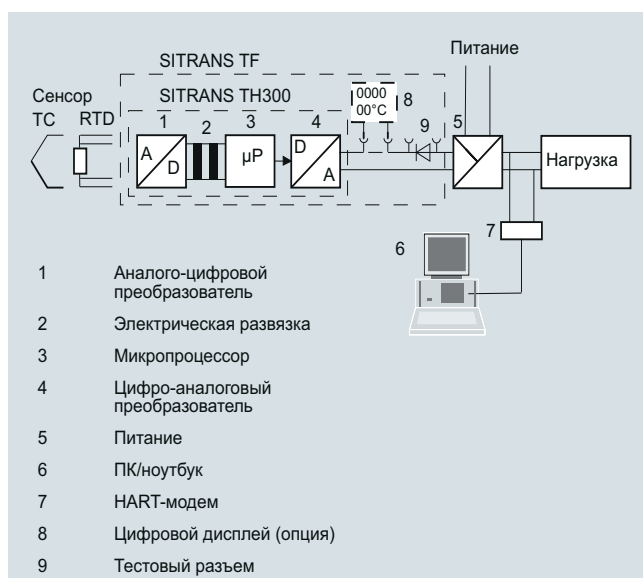 Питание
SITRANS TF
SITRANS TH300
Сенсор
TC RTD
1 2 3 4 8 9 5
0000
00°C
A
D
µP
D
A
Нагрузка
7
6
1 Аналого-цифровой
преобразователь
2 Электрическая развязка
3 Микропроцессор
4 Цифро-аналоговый
преобразователь
5 Питание
6 ПК/ноутбук
7 HART-модем
8 Цифровой дисплей (опция)
9 Тестовый разъем